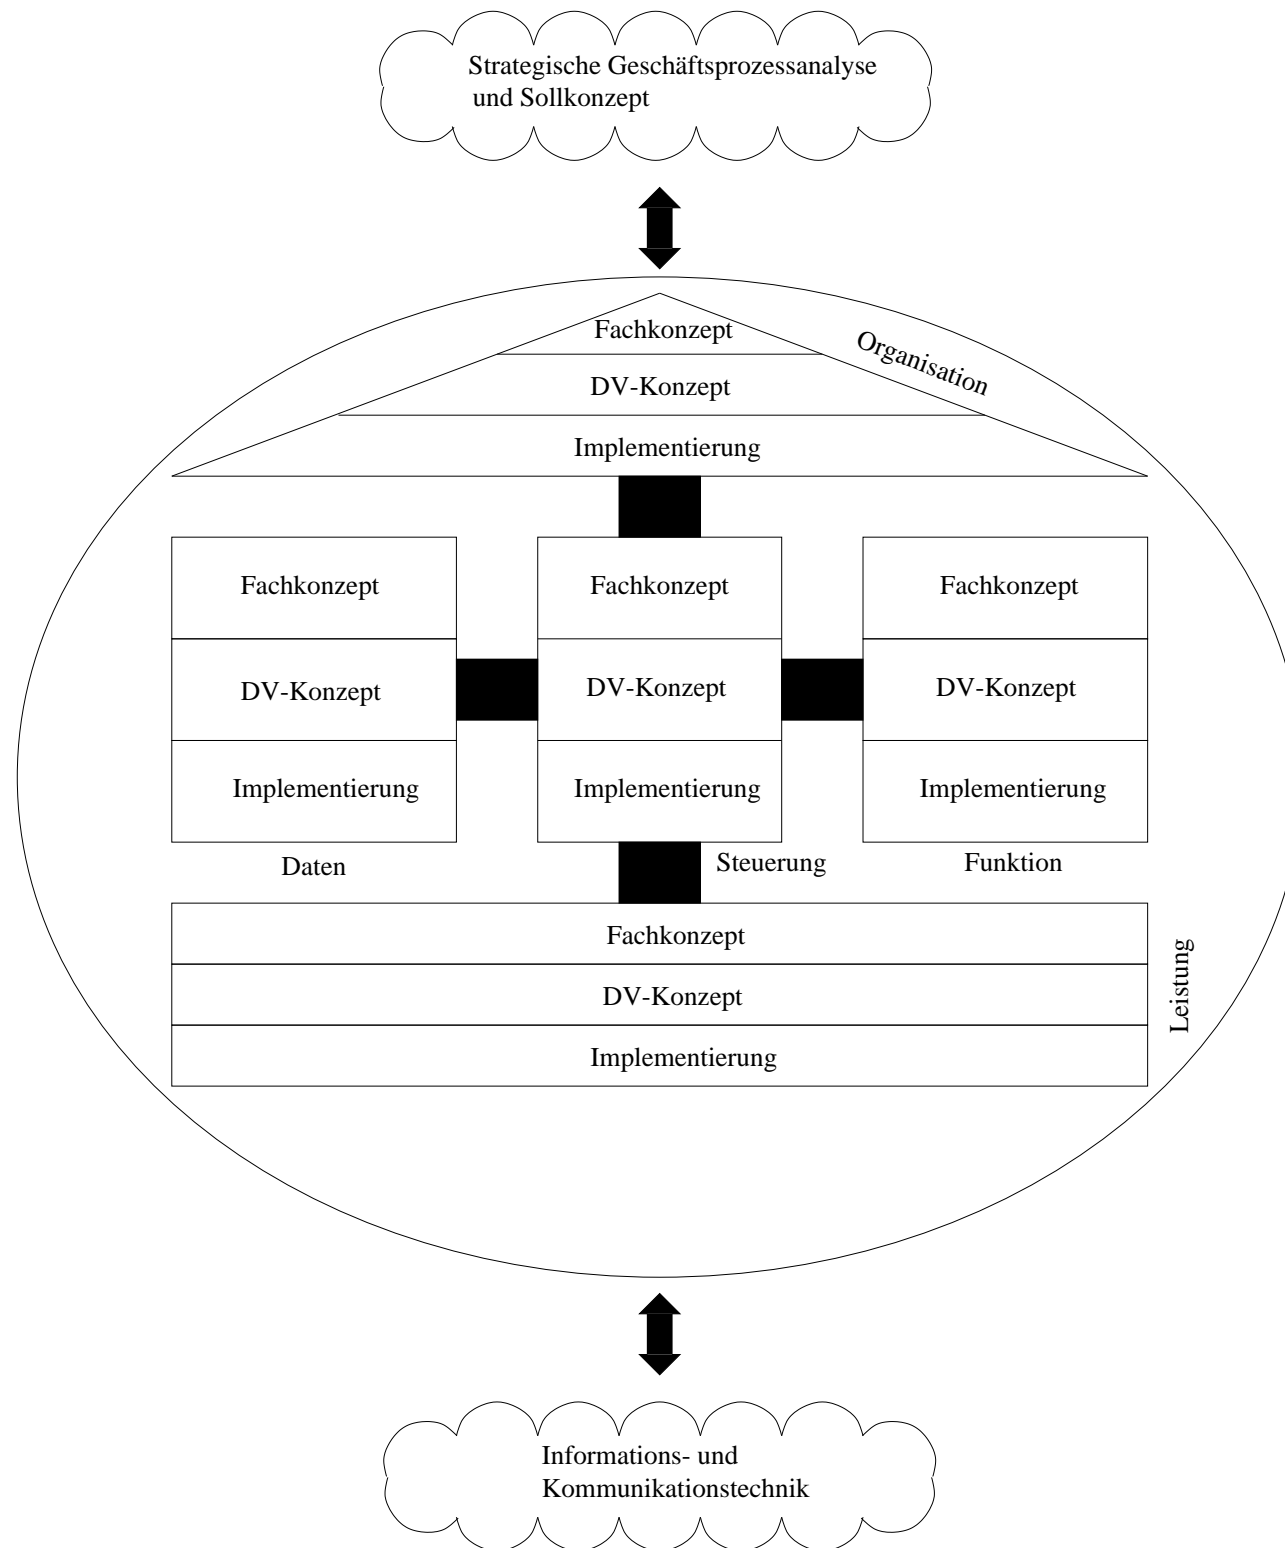 Strategische Geschäftsprozessanalyse
und Sollkonzept
Fachkonzept
Organisation
DV-Konzept
Implementierung
Fachkonzept
DV-Konzept
Implementierung
Daten
Fachkonzept
DV-Konzept
Implementierung
Steuerung
Fachkonzept
DV-Konzept
Implementierung
Funktion
Fachkonzept
DV-Konzept
Implementierung
Leistung
Informations- und
Kommunikationstechnik